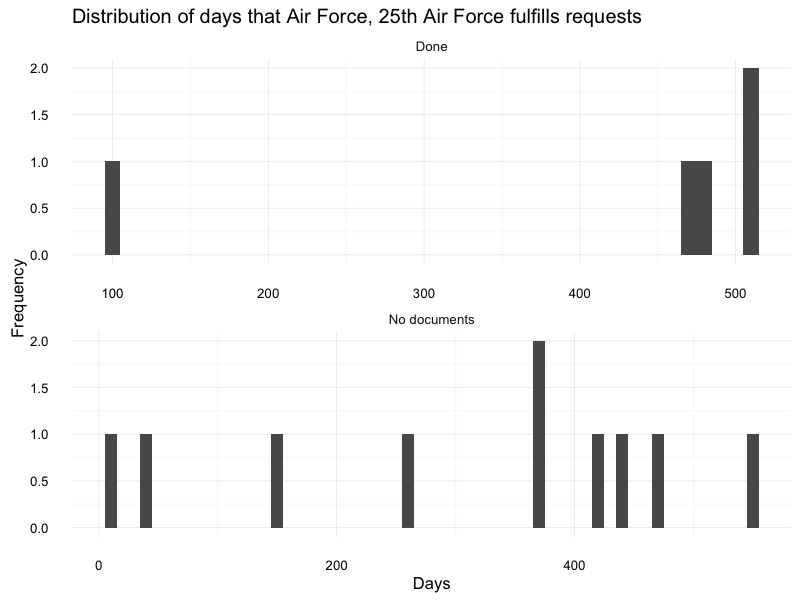 Distribution of days that Air Force, 25th Air Force fulfills requests
Done
2.0
1.5
1.0
0.5
0.0
100 200 300 400 500
Frequency
No documents
2.0
1.5
1.0
0.5
0.0
0 200 400
Days